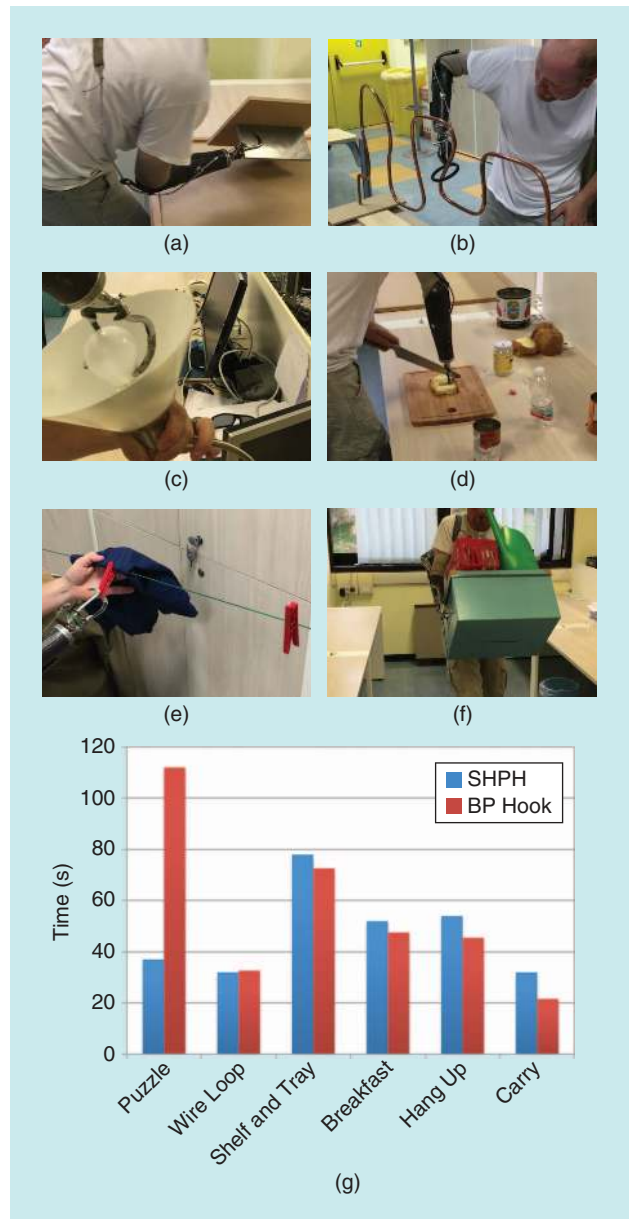 (a)
(b)
(c)
(d)
(e)
(f)
120
100
80
60
40
20
0
Time (s)
SHPH
BP Hook
Puzzle
Wire Loop
Shelf and Tray
Breakfast
Hang Up
Carry
(g)